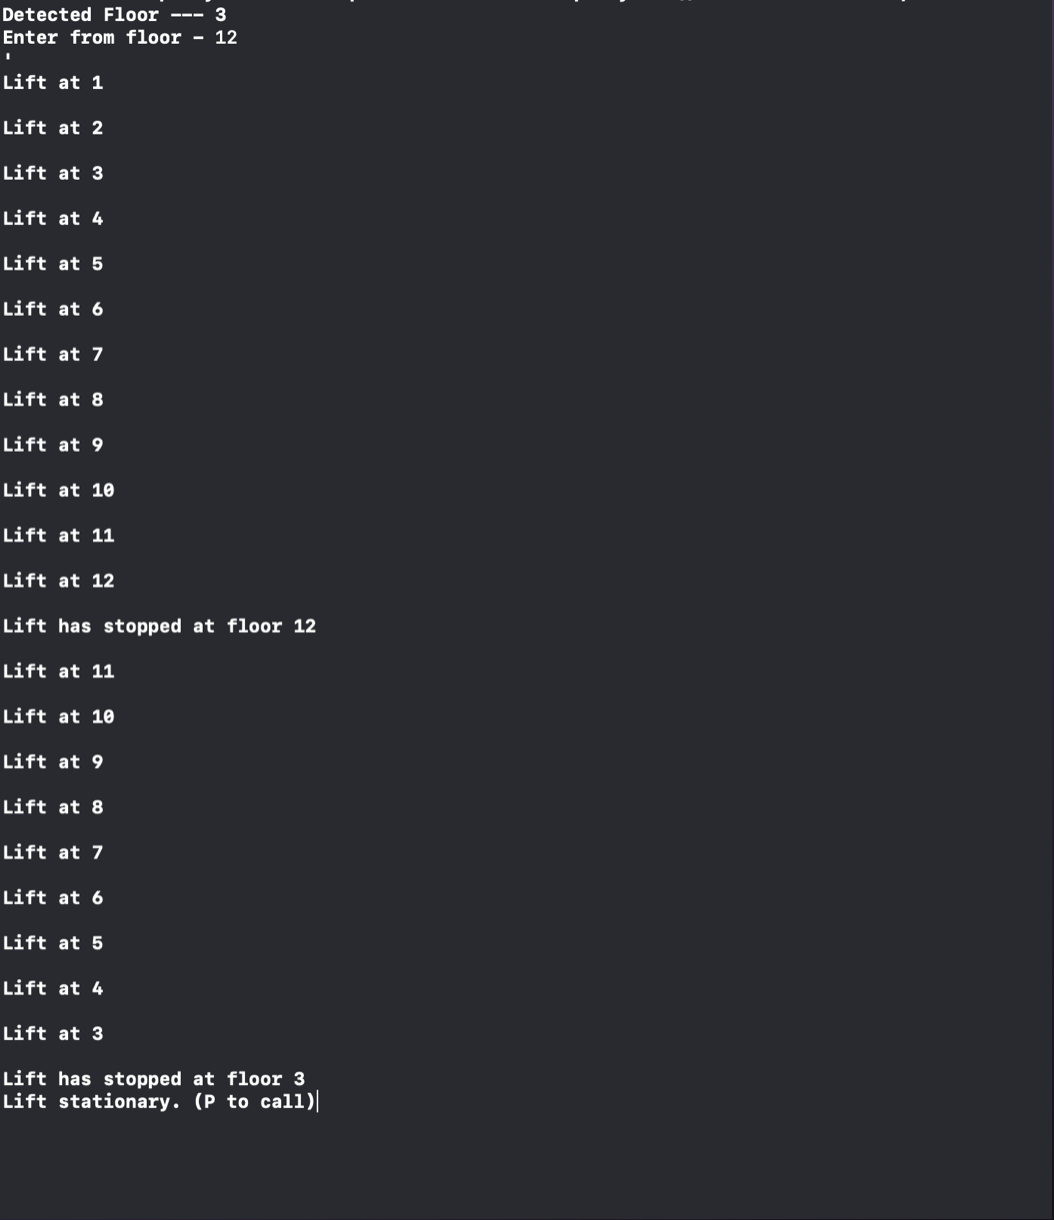 Detected Floor --- 3
Enter from floor - 12
'
Lift at 1
Lift at 2
Lift at 3
Lift at 4
Lift at 5
Lift at 6
Lift at 7
Lift at 8
Lift at 9
Lift at 10
Lift at 11
Lift at 12
Lift has stopped at floor 12
Lift at 11
Lift at 10
Lift at 9
Lift at 8
Lift at 7
Lift at 6
Lift at 5
Lift at 4
Lift at 3
Lift has stopped at floor 3
Lift stationary. (P to call)